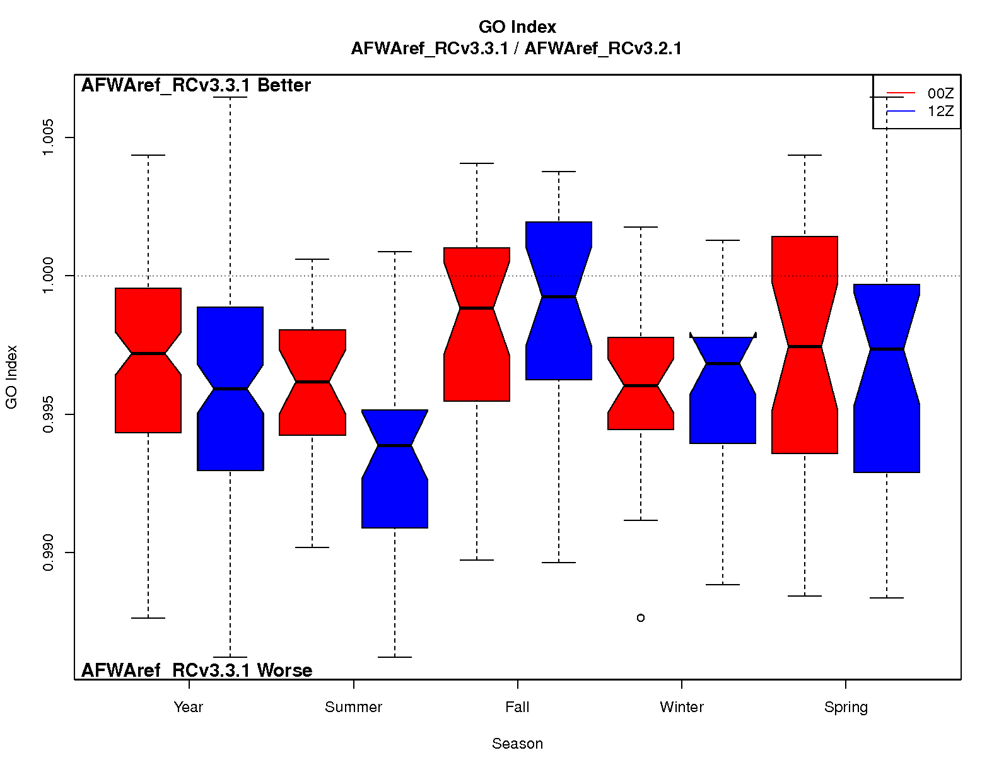 GO Index
AFWAref_RCv3.3.1 / AFWAref_RCv3.2.1
AFWAref_RCv3.3.1 Better
00Z
12Z
1.005
1.000
0.995
0.990
GO Index
AFWAref_RCv3.3.1 Worse
Year Summer Fall Winter Spring
Season